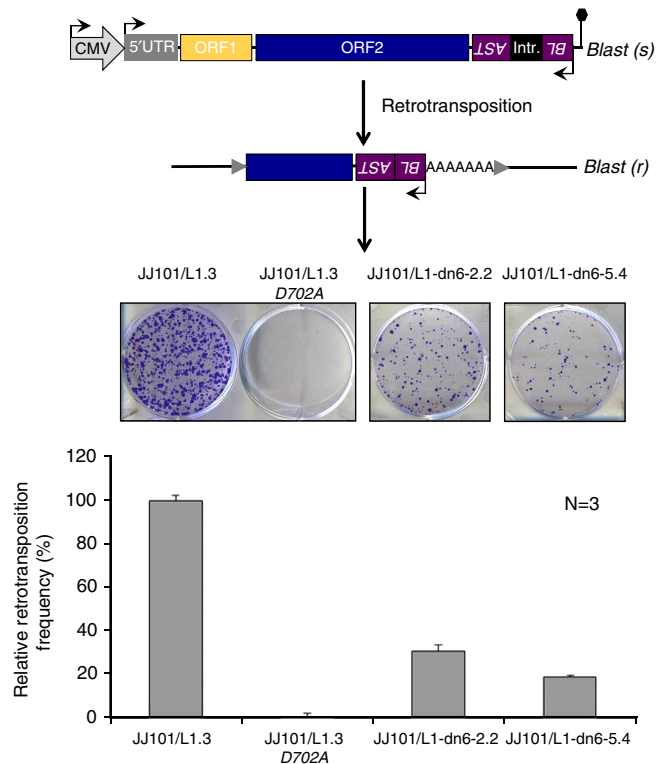 CMV 5′UTR ORF1 ORF2 AST Intr. BL Blast (s)
Retrotransposition
AST BL AAAAAAA Blast (r)
JJ101/L1.3 JJ101/L1.3 D702A JJ101/L1-dn6-2.2 JJ101/L1-dn6-5.4
Relative retrotransposition frequency (%)
120
100
80
60
40
20
0
N=3
JJ101/L1.3 JJ101/L1.3 D702A JJ101/L1-dn6-2.2 JJ101/L1-dn6-5.4